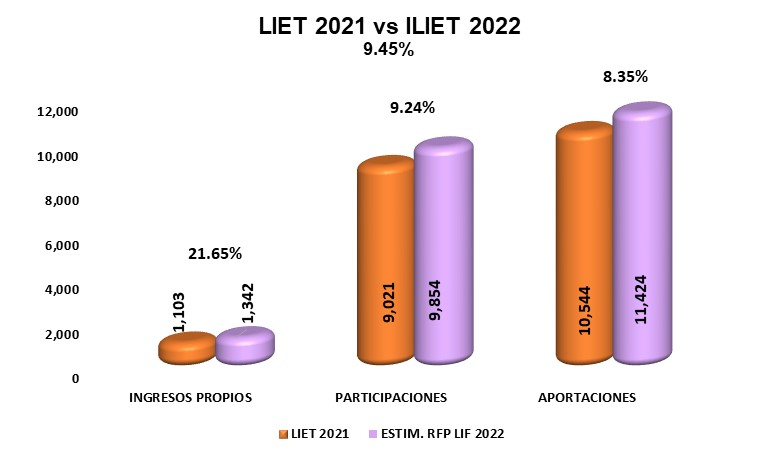 LIET 2021 vs ILIET 2022
9.45%
8.35%
9.24%
21.65%
12,000
10,000
8,000
6,000
4,000
2,000
0
1,103
1,342
9,021
9,854
10,544
11,424
INGRESOS PROPIOS
PARTICIPACIONES
APORTACIONES
LIET 2021
ESTIM. RFP LIF 2022